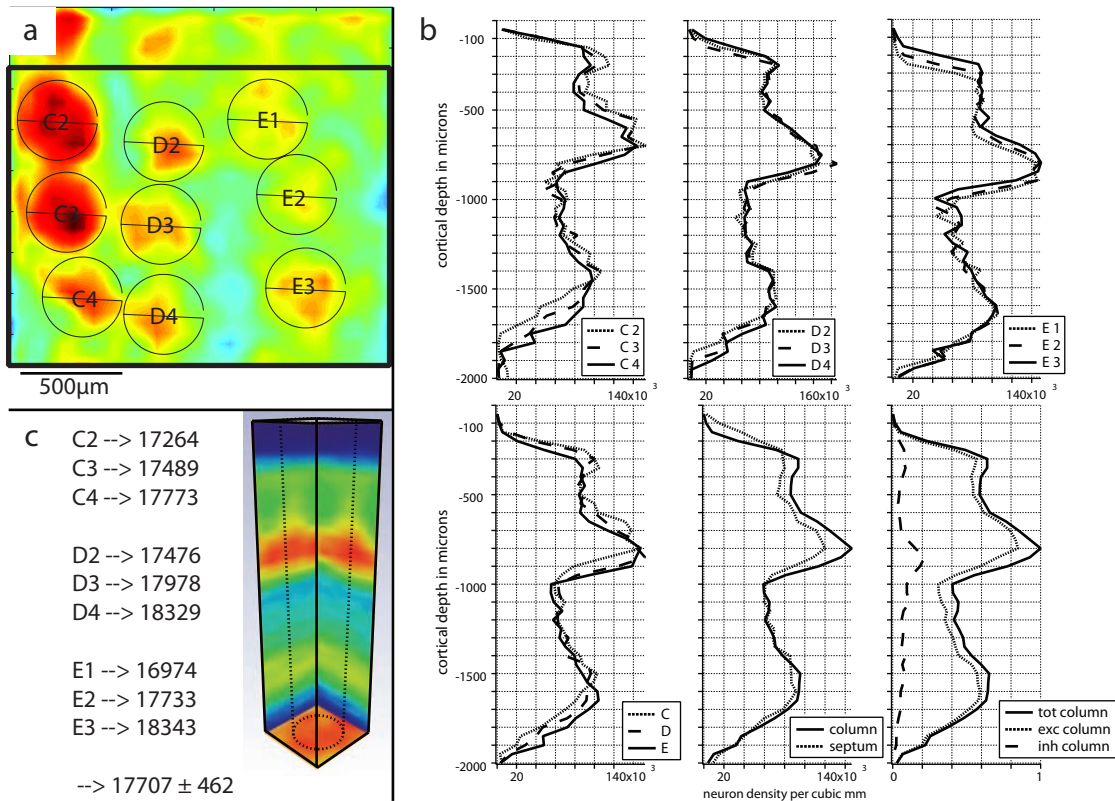 a
C2
D2
E1
C3
D3
E2
C4
D4
E3
500µm
b
cortical depth in microns
-100
-500
-1000
-1500
-2000
C 2
C 3
C 4
20
140x10 3
D2
D3
D4
20
160x10 3
E 1
E 2
E 3
20
140x10 3
c
C2 --> 17264
C3 --> 17489
C4 --> 17773
D2 --> 17476
D3 --> 17978
D4 --> 18329
E1 --> 16974
E2 --> 17733
E3 --> 18343
--> 17707 ± 462
cortical depth in microns
-100
-500
-1000
-1500
-2000
C
D
E
20
140x10 3
column
septum
20
140x10 3
tot column
exc column
inh column
0
1
neuron density per cubic mm